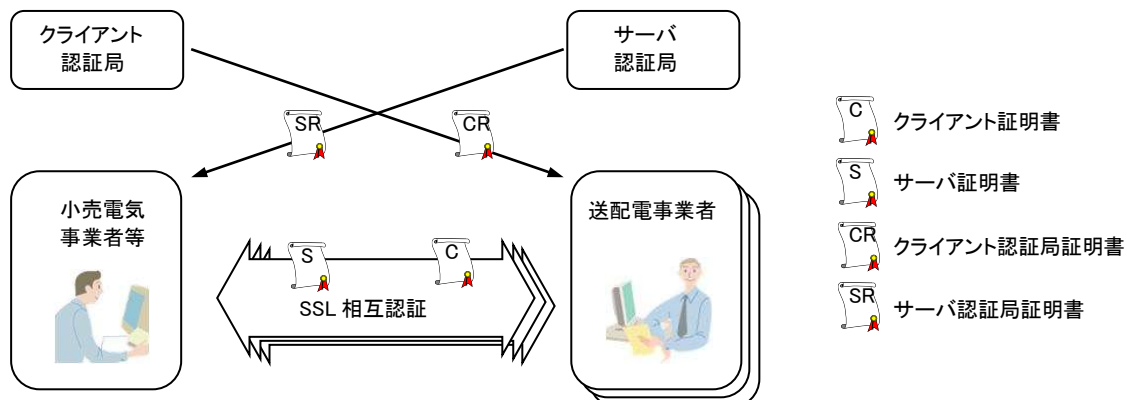 クライアント
認証局
サーバ
認証局
SR
CR
小売電気
事業者等
送配電事業者
S
C
SSL 相互認証
C
クライアント証明書
S
サーバ証明書
CR
クライアント認証局証明書
SR
サーバ認証局証明書